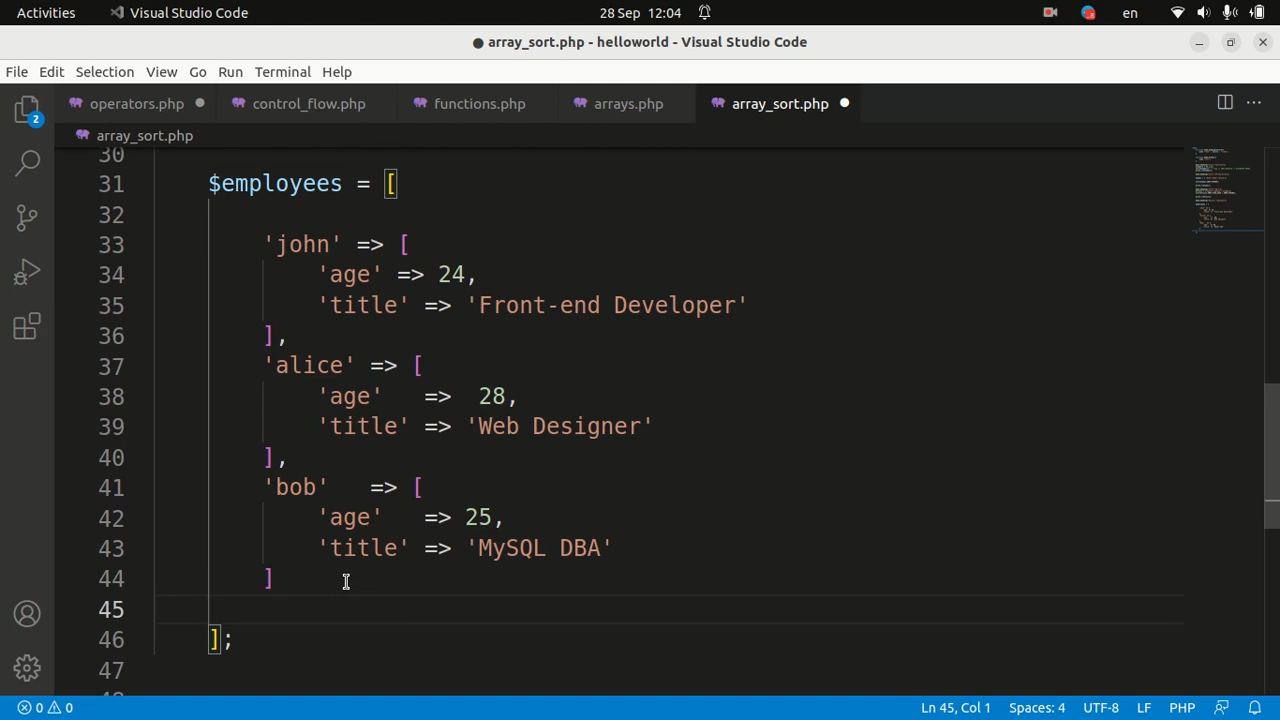 Activities Visual Studio Code 28 Sep 12:04 en
array_sort.php - helloworld - Visual Studio Code
File Edit Selection View Go Run Terminal Help
operators.php control_flow.php functions.php arrays.php array_sort.php
2
array_sort.php
30
31 $employees = [
32
33 'john' => [
34 'age' => 24,
35 'title' => 'Front-end Developer'
36 ],
37 'alice' => [
38 'age' => 28,
39 'title' => 'Web Designer'
40 ],
41 'bob' => [
42 'age' => 25,
43 'title' => 'MySQL DBA'
44 ]
45
46 ];
47
0 0 Ln 45, Col 1 Spaces: 4 UTF-8 LF PHP